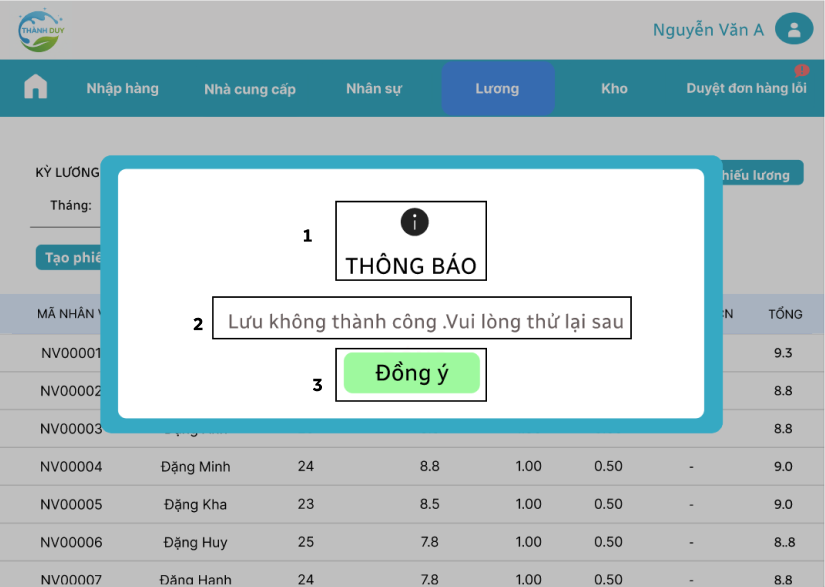 THÀNH DUY
Nguyễn Văn A
Nhập hàng Nhà cung cấp Nhân sự Lương Kho Duyệt đơn hàng lỗi
KỲ LƯƠNG
Tháng:
Tạo
1
THÔNG BÁO
2 Lưu không thành công .Vui lòng thử lại sau
3 Đồng ý
lương
MÃ NHÂN TỔNG
NV00001 9.3
NV00002 8.8
NV00003 8.8
NV00004 Đặng Minh 24 8.8 1.00 0.50 - 9.0
NV00005 Đặng Kha 23 8.5 1.00 0.50 - 9.0
NV00006 Đặng Huy 25 7.8 1.00 0.50 - 8..8
NV00007 Đặng Hạnh 24 7.8 1.00 0.50 - 8.8